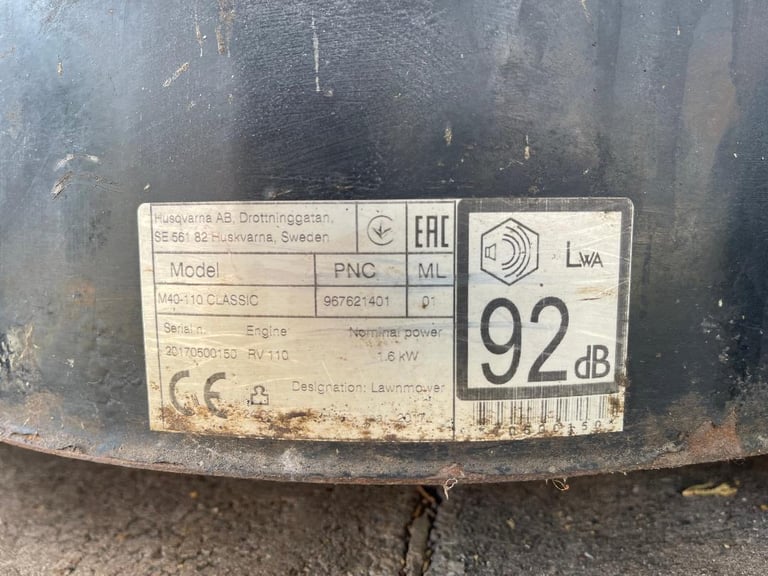 Husqvarna AB, Drottninggatan,
SE 561 82 Huskvarna, Sweden
EAC
Model PNC ML
M40-110 CLASSIC 967621401 01
Serial n. Engine Nominal power
20170500150 RV 110 1.6 kW
CE
Designation: Lawnmower
LWA
92 dB